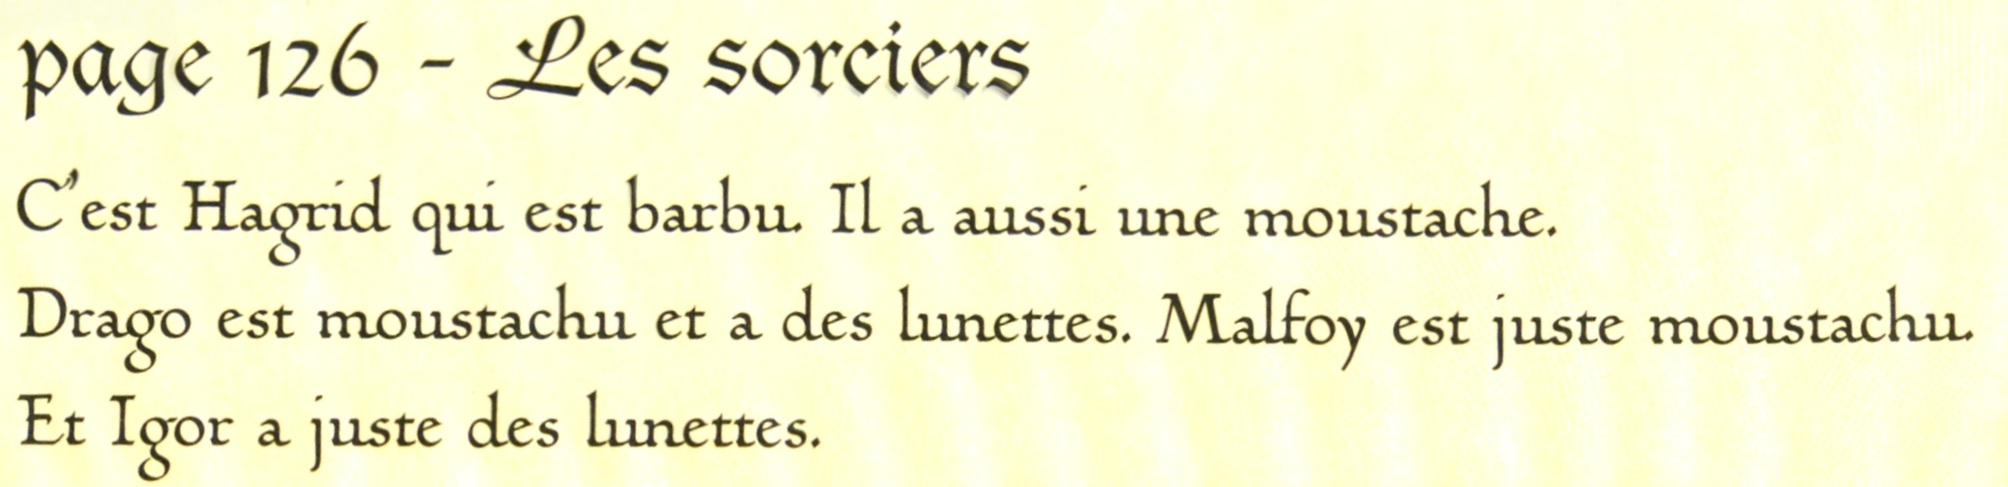 page 126 - Les sorciers
C'est Hagrid qui est barbu. Il a aussi une moustache.
Drago est moustachu et a des lunettes. Malfoy est juste moustachu.
Et Igor a juste des lunettes.